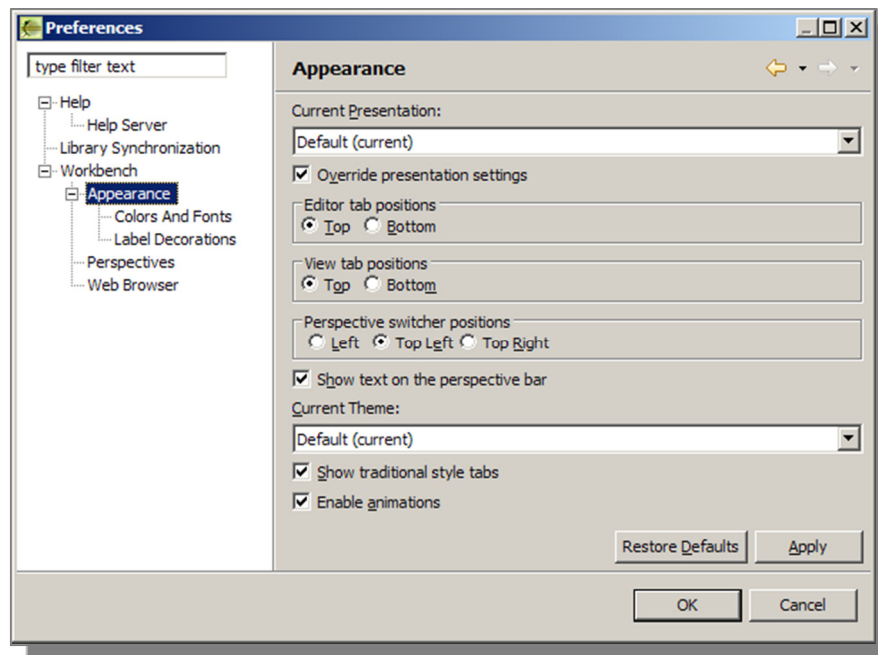 Preferences
type filter text
Help
Help Server
Library Synchronization
Workbench
Appearance
Colors And Fonts
Label Decorations
Perspectives
Web Browser
Appearance
Current Presentation:
Default (current)
Override presentation settings
Editor tab positions
Top Bottom
View tab positions
Top Bottom
Perspective switcher positions
Left Top Left Top Right
Show text on the perspective bar
Current Theme:
Default (current)
Show traditional style tabs
Enable animations
Restore Defaults Apply
OK Cancel